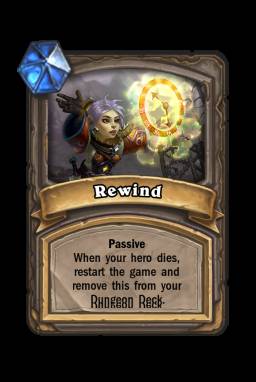 Rewind
Passive
When your hero dies,
restart the game and
remove this from your